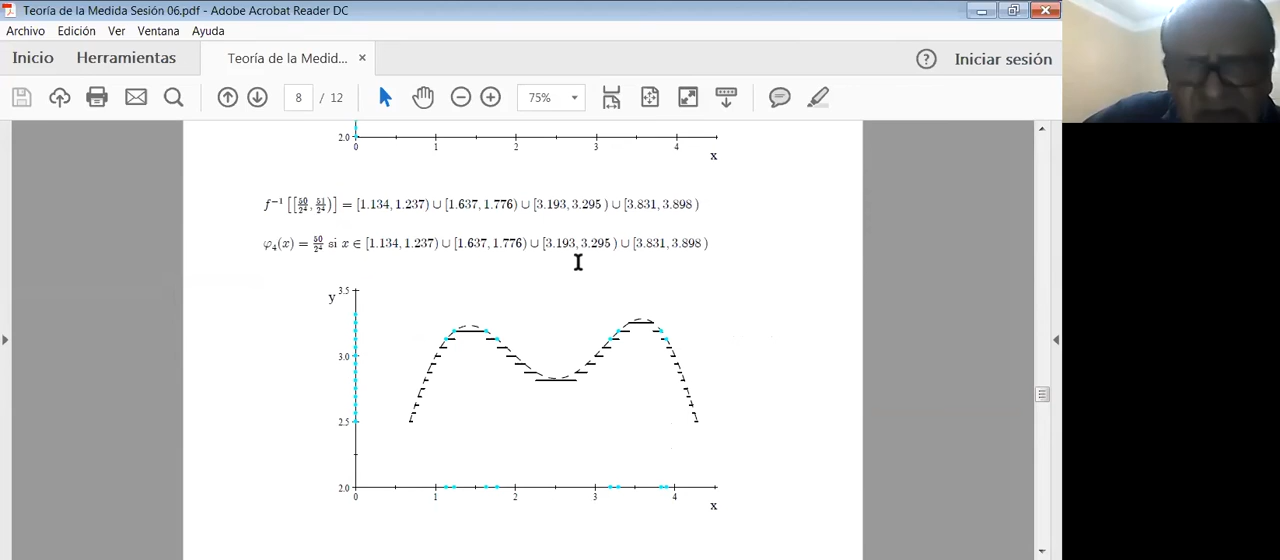 Teoría de la Medida Sesión 06.pdf - Adobe Acrobat Reader DC
Archivo Edición Ver Ventana Ayuda
Inicio Herramientas Teoría de la Medid... × ? Iniciar sesión
8 / 12 75%
2.0
0 1 2 3 4
x
f⁻¹ [[50/2⁴, 51/2⁴)] = [1.134, 1.237) ∪ [1.637, 1.776) ∪ [3.193, 3.295 ) ∪ [3.831, 3.898 )
φ₄(x) = 50/2⁴ si x ∈ [1.134, 1.237) ∪ [1.637, 1.776) ∪ [3.193, 3.295 ) ∪ [3.831, 3.898 )
y 3.5
3.0
2.5
2.0
0 1 2 3 4
x